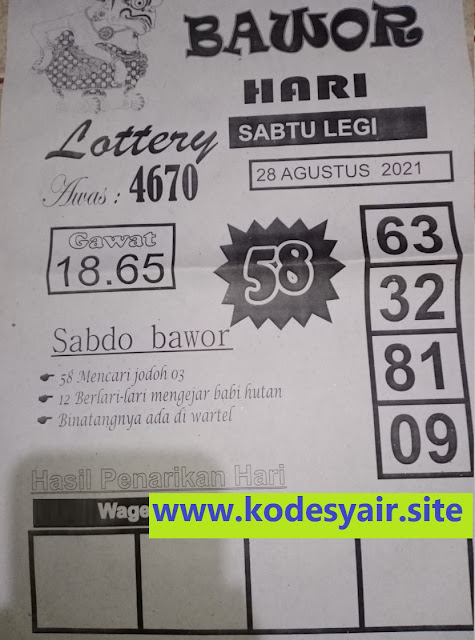 BAWOR
HARI
Lottery
SABTU LEGI
Awas : 4670
28 AGUSTUS 2021
Gawat
18.65
58
63
32
81
09
Sabdo bawor
58 Mencari jodoh 03
12 Berlari-lari mengejar babi hutan
Binatangnya ada di wartel
Hasil Penarikan Hari
Wage
www.kodesyair.site